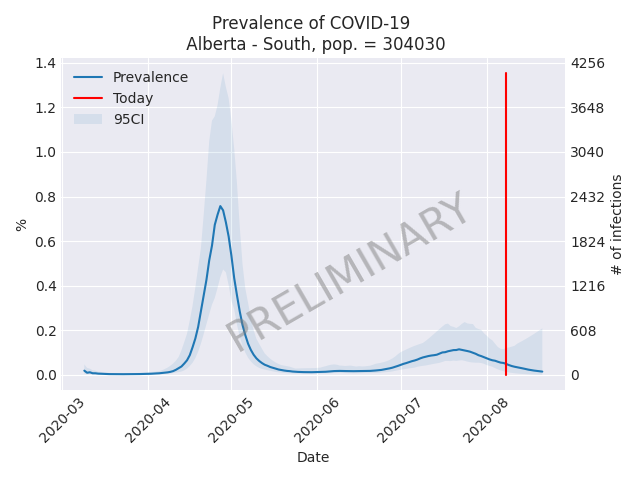 Prevalence of COVID-19
Alberta - South, pop. = 304030
1.4
1.2
1.0
0.8
0.6
0.4
0.2
0.0
%
Prevalence
Today
95CI
PRELIMINARY
4256
3648
3040
2432
1824
1216
608
0
# of infections
2020-03
2020-04
2020-05
2020-06
2020-07
2020-08
Date